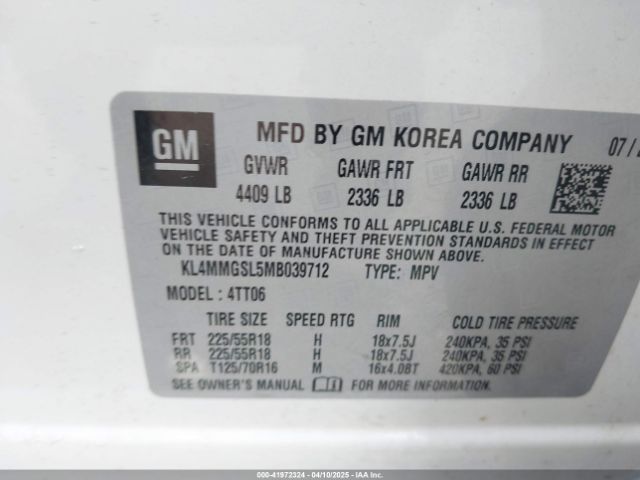 GM MFD BY GM KOREA COMPANY 07/
GVWR GAWR FRT GAWR RR
4409 LB 2336 LB 2336 LB
THIS VEHICLE CONFORMS TO ALL APPLICABLE U.S. FEDERAL MOTOR
VEHICLE SAFETY AND THEFT PREVENTION STANDARDS IN EFFECT
ON THE DATE OF MANUFACTURE SHOWN ABOVE.
KL4MMGSL5MB039712 TYPE: MPV
MODEL: 4TT06
TIRE SIZE SPEED RTG RIM COLD TIRE PRESSURE
FRT 225/55R18 H 18x7.5J 240KPA, 35 PSI
RR 225/55R18 H 18x7.5J 240KPA, 35 PSI
SPA T125/70R16 M 16x4.0BT 420KPA, 60 PSI
SEE OWNER'S MANUAL FOR MORE INFORMATION.
000-41972324 - 04/10/2025 - IAAI.COM